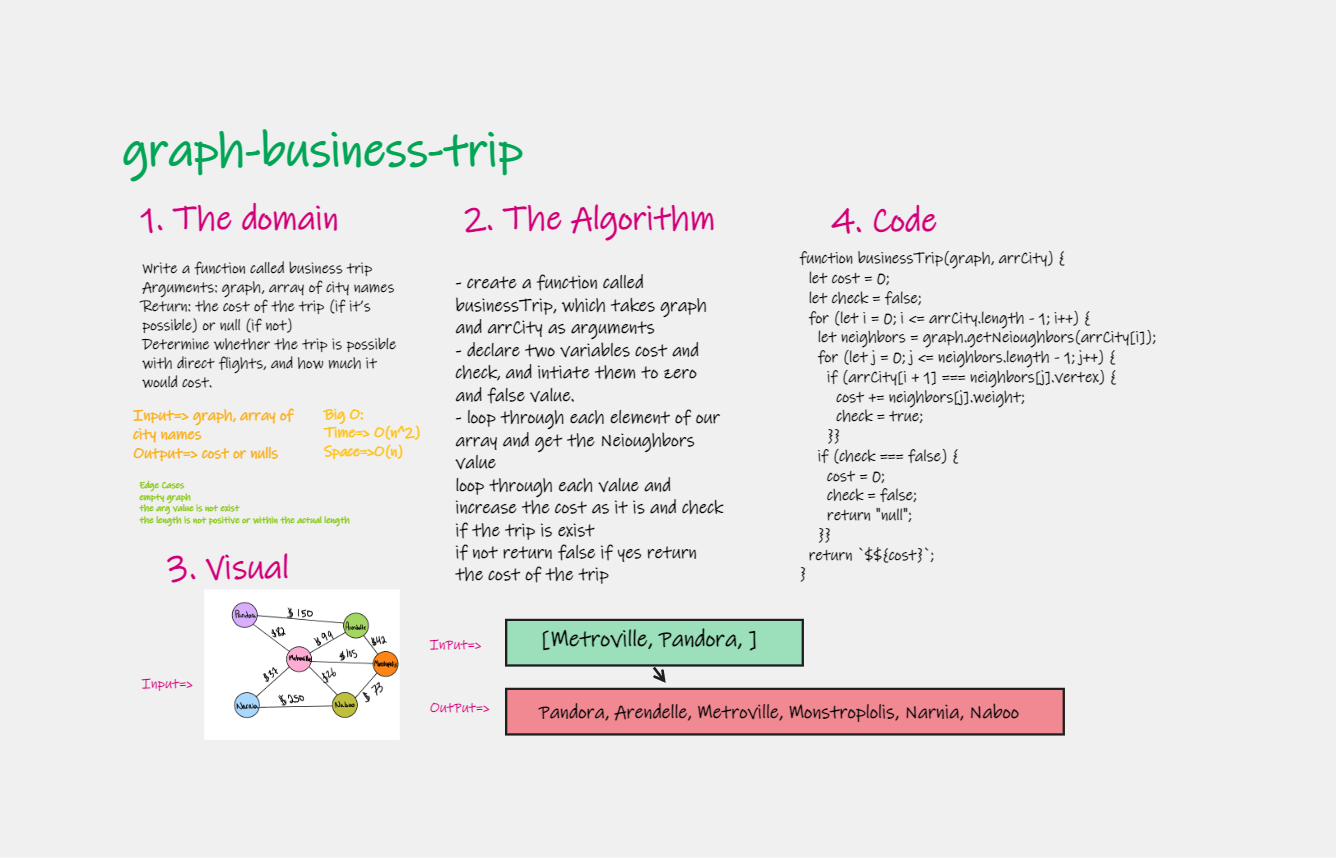 graph-business-trip
1. The domain
Write a function called business trip
Arguments: graph, array of city names
Return: the cost of the trip (if it's
possible) or null (if not)
Determine whether the trip is possible
with direct flights, and how much it
would cost.
Input=> graph, array of
city names
Output=> cost or nulls
Big O:
Time=> O(n^2)
Space=>O(n)
Edge Cases
empty graph
the arg value is not exist
the length is not positive or within the actual length
2. The Algorithm
- create a function called
businessTrip, which takes graph
and arrCity as arguments
- declare two variables cost and
check, and intiate them to zero
and false value.
- loop through each element of our
array and get the Neioughbors
value
loop through each value and
increase the cost as it is and check
if the trip is exist
if not return false if yes return
the cost of the trip
4. Code
function businessTrip(graph, arrCity) {
let cost = 0;
let check = false;
for (let i = 0; i <= arrCity.length - 1; i++) {
let neighbors = graph.getNeioughbors(arrCity[i]);
for (let j = 0; j <= neighbors.length - 1; j++) {
if (arrCity[i + 1] === neighbors[j].vertex) {
cost += neighbors[j].weight;
check = true;
}}
if (check === false) {
cost = 0;
check = false;
return "null";
}}
return `$${cost}`;
}
3. Visual
Input=>
Pandora
$150
Arendelle
$82
$99
$42
Metroville
$105
Monstropolis
$37
$26
$73
Narnia
$250
Naboo
InPut=>
[Metroville, Pandora, ]
OutPut=>
Pandora, Arendelle, Metroville, Monstroplolis, Narnia, Naboo